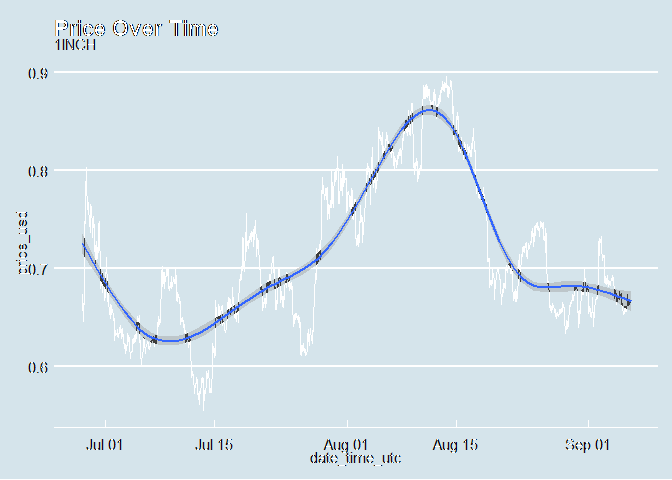 Price Over Time
1INCH
0.9
0.8
0.7
0.6
price_usd
Jul 01 Jul 15 Aug 01 Aug 15 Sep 01
date_time_utc